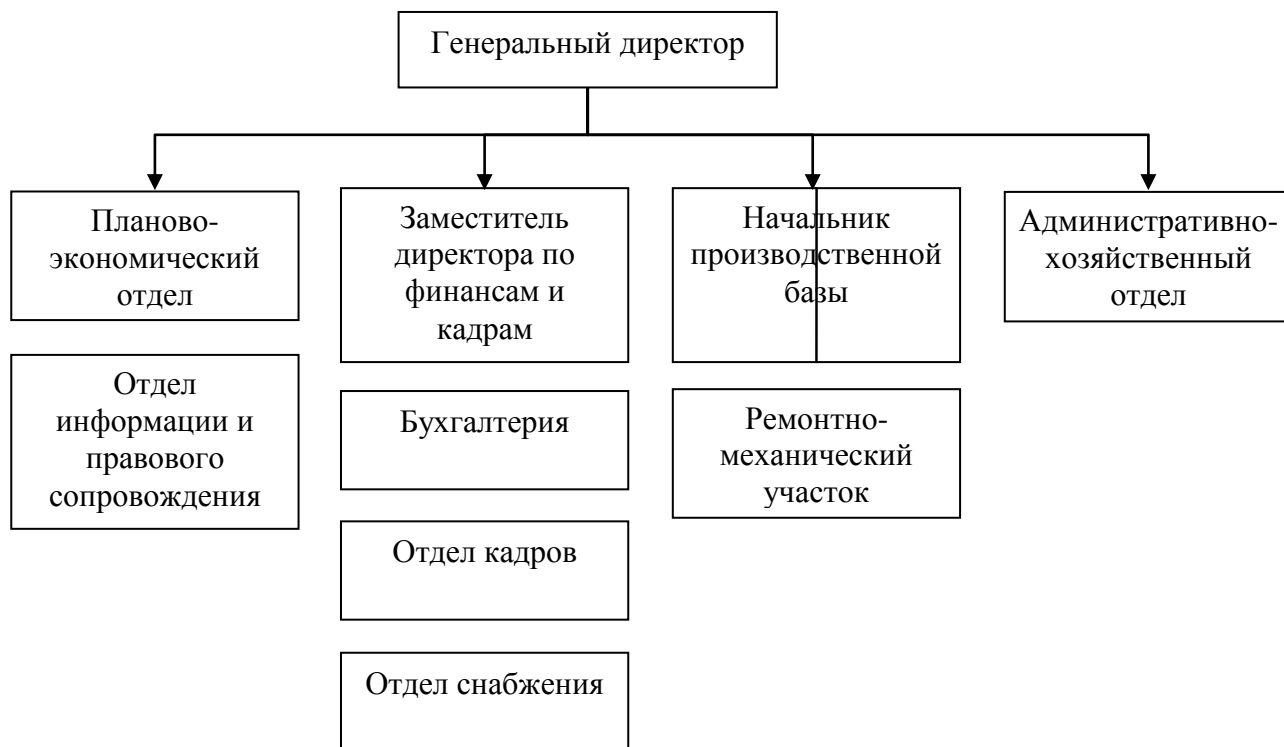 Генеральный директор
Планово-
экономический
отдел
Заместитель
директора по
финансам и
кадрам
Начальник
производственной
базы
Административно-
хозяйственный
отдел
Отдел
информации и
правового
сопровождения
Бухгалтерия
Ремонтно-
механический
участок
Отдел кадров
Отдел снабжения